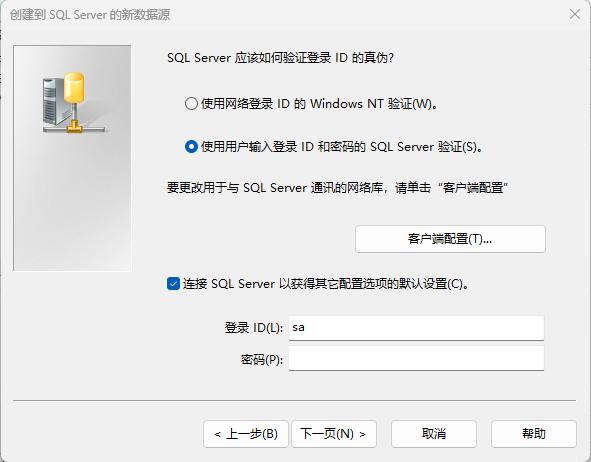 创建到 SQL Server 的新数据源
SQL Server 应该如何验证登录 ID 的真伪?
使用网络登录 ID 的 Windows NT 验证(W)。
使用用户输入登录 ID 和密码的 SQL Server 验证(S)。
要更改用于与 SQL Server 通讯的网络库，请单击“客户端配置”
客户端配置(T)...
连接 SQL Server 以获得其它配置选项的默认设置(C)。
登录 ID(L): sa
密码(P):
< 上一步(B) 下一页(N) > 取消 帮助